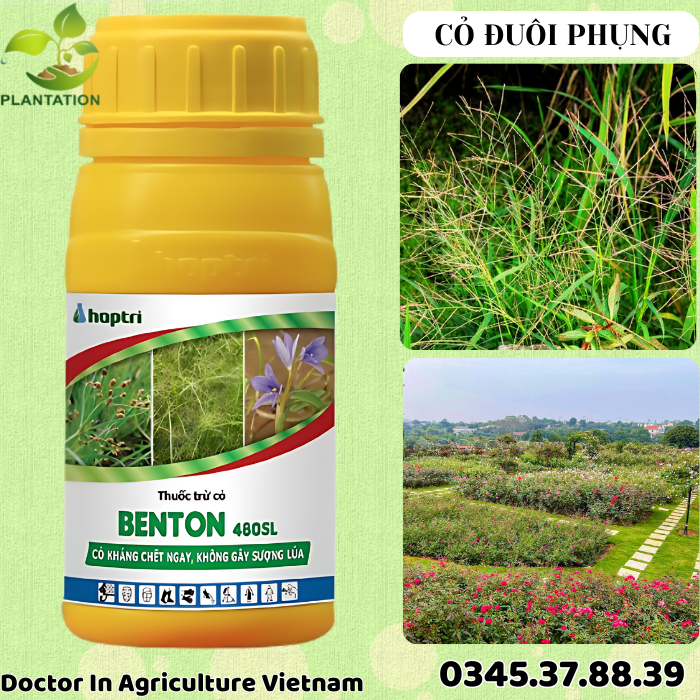 PLANTATION
CỎ ĐUÔI PHỤNG
hoptri
hoptri
Thuốc trừ cỏ
BENTON 480SL
CỎ KHÁNG CHẾT NGAY, KHÔNG GÂY SƯỢNG LÚA
Doctor In Agriculture Vietnam
0345.37.88.39